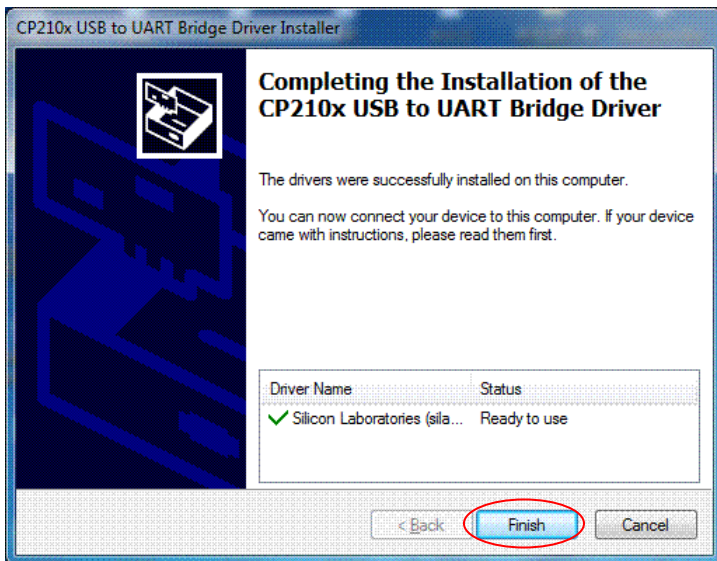 CP210x USB to UART Bridge Driver Installer
Completing the Installation of the
CP210x USB to UART Bridge Driver
The drivers were successfully installed on this computer.
You can now connect your device to this computer. If your device
came with instructions, please read them first.
Driver Name Status
Silicon Laboratories (sila... Ready to use
< Back Finish Cancel